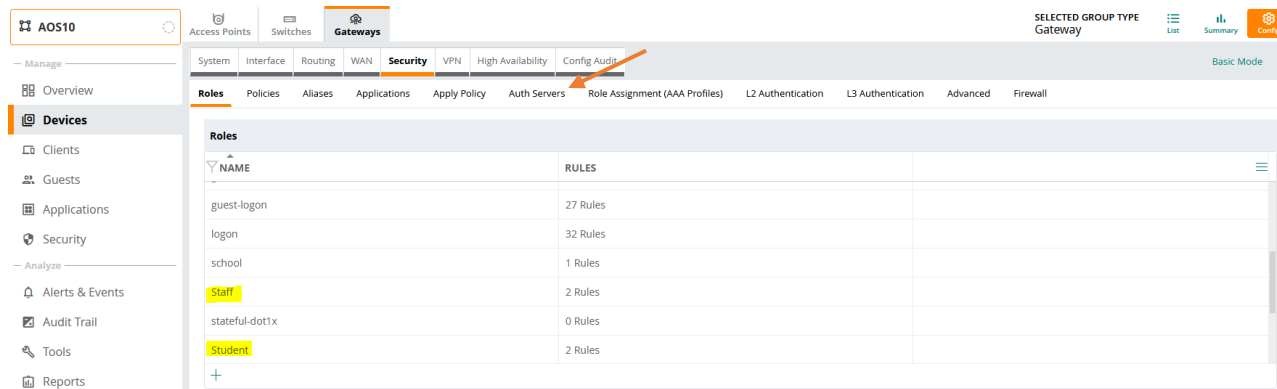 AOS10
Access Points Switches Gateways
SELECTED GROUP TYPE
Gateway
List Summary
Manage
Overview
Devices
Clients
Guests
Applications
Security
Analyze
Alerts & Events
Audit Trail
Tools
Reports
System Interface Routing WAN Security VPN High Availability Config Audit
Basic Mode
Roles Policies Aliases Applications Apply Policy Auth Servers Role Assignment (AAA Profiles) L2 Authentication L3 Authentication Advanced Firewall
Roles
NAME RULES
guest-logon 27 Rules
logon 32 Rules
school 1 Rules
Staff 2 Rules
stateful-dot1x 0 Rules
Student 2 Rules